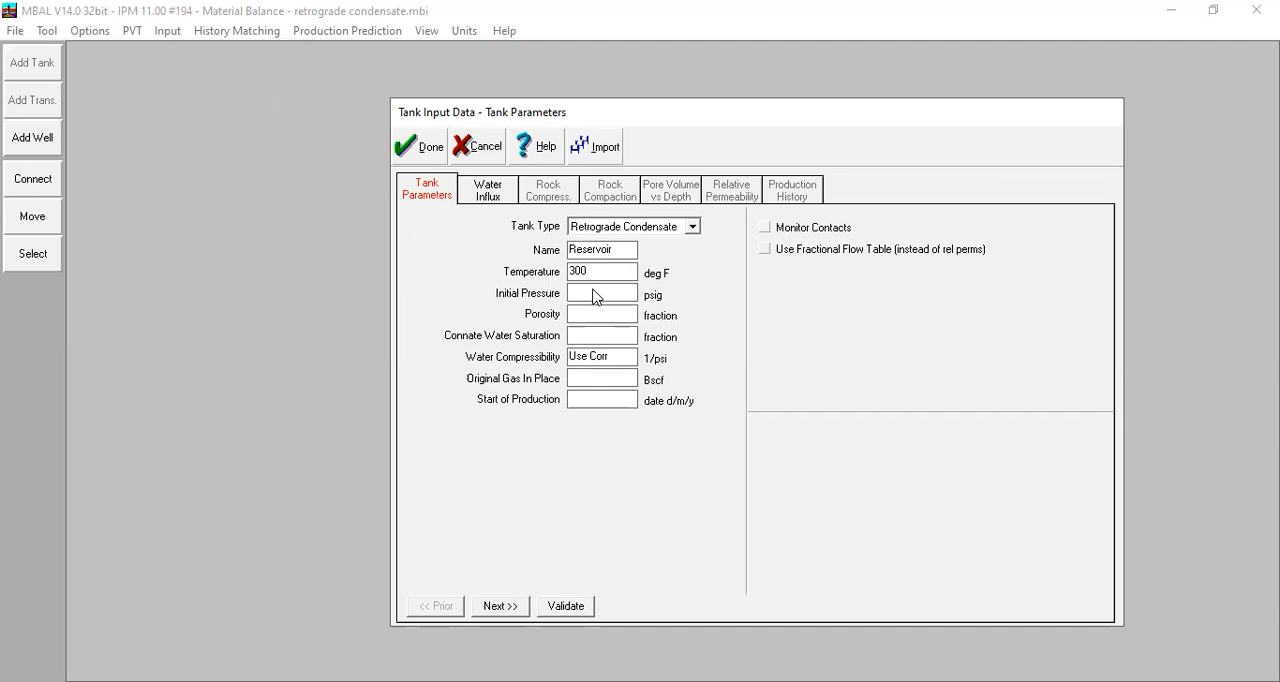 MBAL V14.0 32bit - IPM 11.00 #194 - Material Balance - retrograde condensate.mbi
File Tool Options PVT Input History Matching Production Prediction View Units Help
Add Tank
Add Trans.
Add Well
Connect
Move
Select
Tank Input Data - Tank Parameters
Done Cancel Help Import
Tank Parameters
Water Influx
Rock Compress.
Rock Compaction
Pore Volume vs Depth
Relative Permeability
Production History
Tank Type Retrograde Condensate
Name Reservoir
Temperature 300 deg F
Initial Pressure psig
Porosity fraction
Connate Water Saturation fraction
Water Compressibility Use Corr 1/psi
Original Gas In Place Bscf
Start of Production date d/m/y
Monitor Contacts
Use Fractional Flow Table (instead of rel perms)
<< Prior Next >> Validate